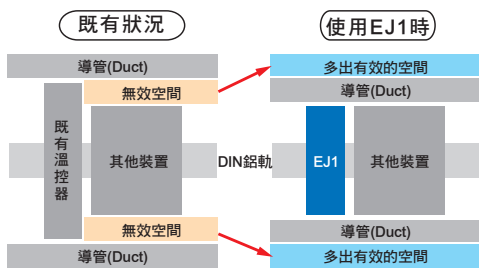 既有狀況
導管(Duct)
無效空間
既有溫控器
其他裝置
無效空間
導管(Duct)
DIN鋁軌
使用EJ1時
多出有效的空間
導管(Duct)
EJ1
其他裝置
導管(Duct)
多出有效的空間